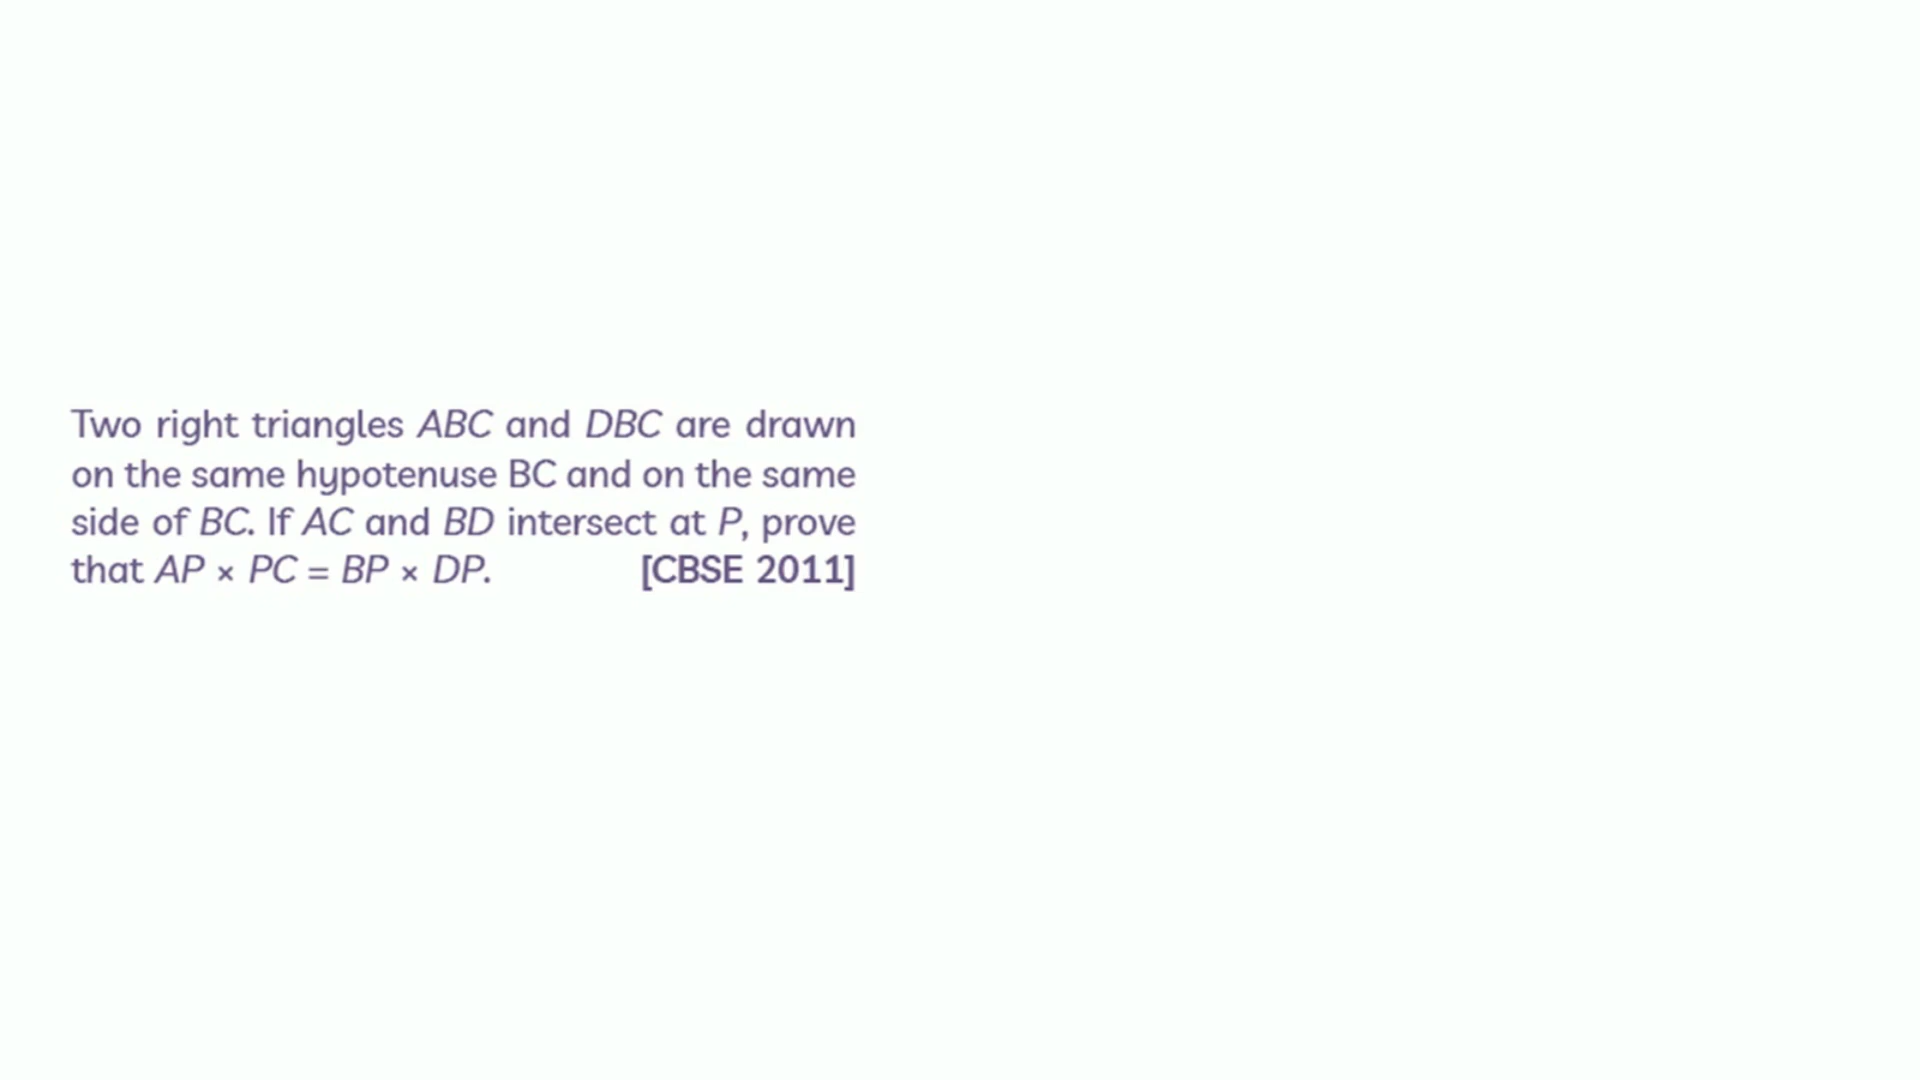 Two right triangles ABC and DBC are drawn
on the same hypotenuse BC and on the same
side of BC. If AC and BD intersect at P, prove
that AP × PC = BP × DP. [CBSE 2011]